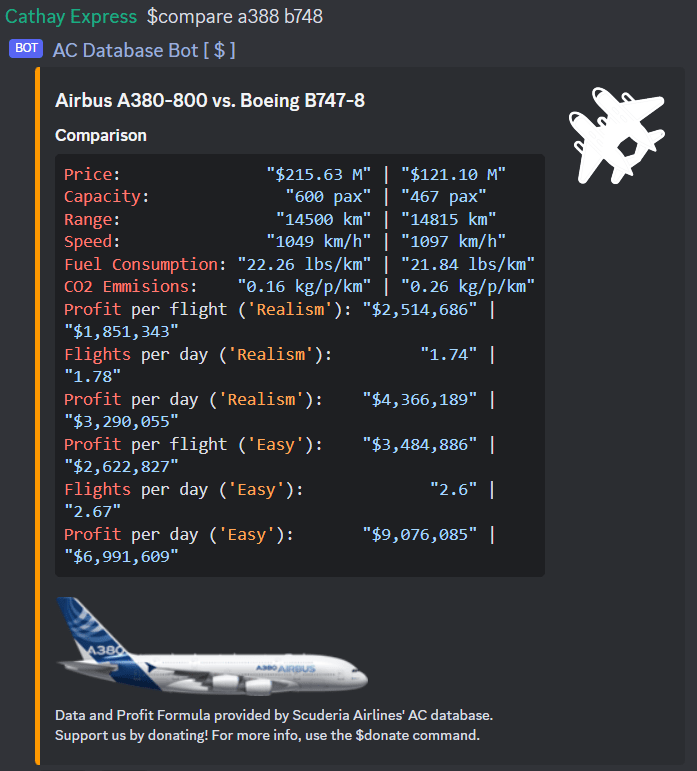 Cathay Express $compare a388 b748
BOT AC Database Bot [ $ ]
Airbus A380-800 vs. Boeing B747-8
Comparison
Price: "$215.63 M" | "$121.10 M"
Capacity: "600 pax" | "467 pax"
Range: "14500 km" | "14815 km"
Speed: "1049 km/h" | "1097 km/h"
Fuel Consumption: "22.26 lbs/km" | "21.84 lbs/km"
CO2 Emmisions: "0.16 kg/p/km" | "0.26 kg/p/km"
Profit per flight ('Realism'): "$2,514,686" |
"$1,851,343"
Flights per day ('Realism'): "1.74" |
"1.78"
Profit per day ('Realism'): "$4,366,189" |
"$3,290,055"
Profit per flight ('Easy'): "$3,484,886" |
"$2,622,827"
Flights per day ('Easy'): "2.6" |
"2.67"
Profit per day ('Easy'): "$9,076,085" |
"$6,991,609"
A380
A380 AIRBUS
Data and Profit Formula provided by Scuderia Airlines' AC database.
Support us by donating! For more info, use the $donate command.